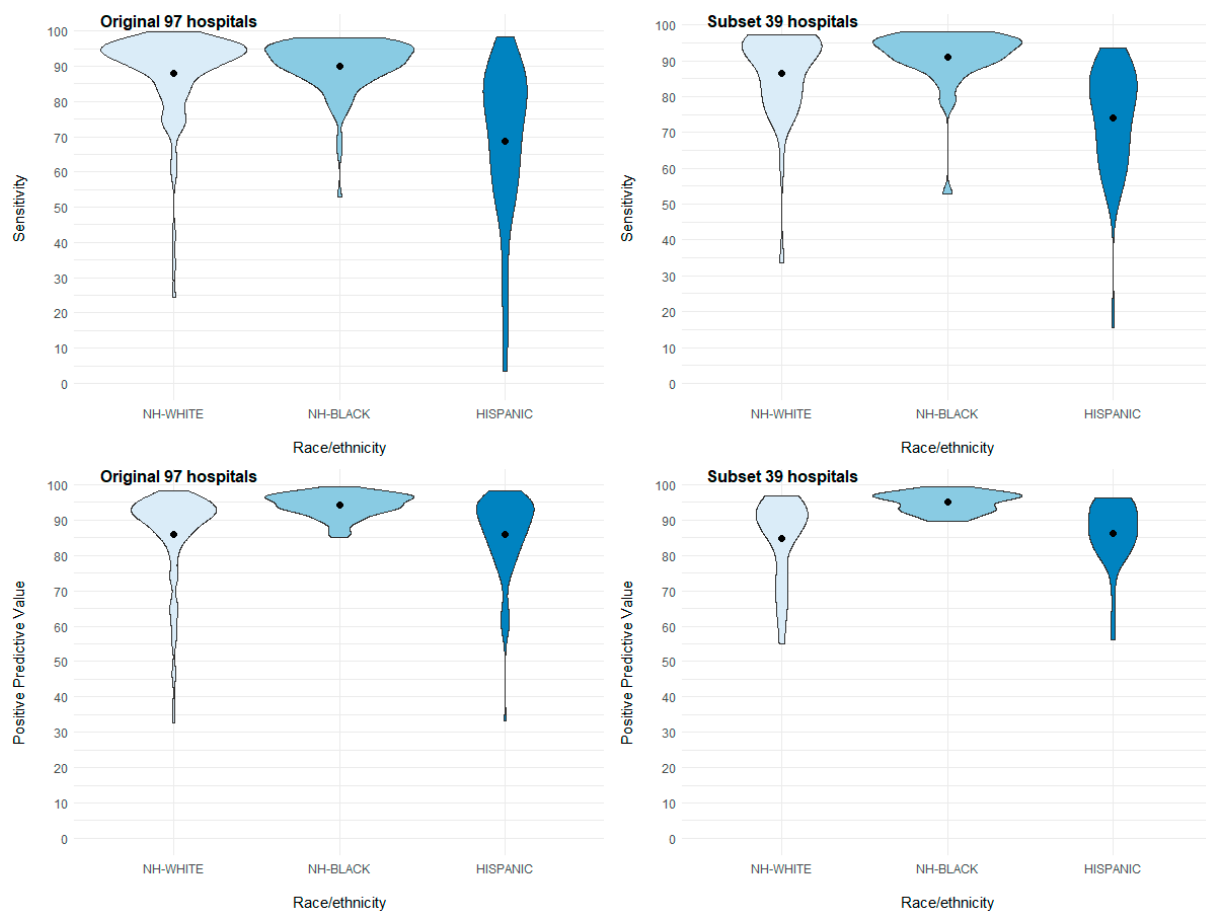 Original 97 hospitals
Sensitivity
100
90
80
70
60
50
40
30
20
10
0
NH-WHITE NH-BLACK HISPANIC
Race/ethnicity
Subset 39 hospitals
Sensitivity
100
90
80
70
60
50
40
30
20
10
0
NH-WHITE NH-BLACK HISPANIC
Race/ethnicity
Original 97 hospitals
Positive Predictive Value
100
90
80
70
60
50
40
30
20
10
0
NH-WHITE NH-BLACK HISPANIC
Race/ethnicity
Subset 39 hospitals
Positive Predictive Value
100
90
80
70
60
50
40
30
20
10
0
NH-WHITE NH-BLACK HISPANIC
Race/ethnicity